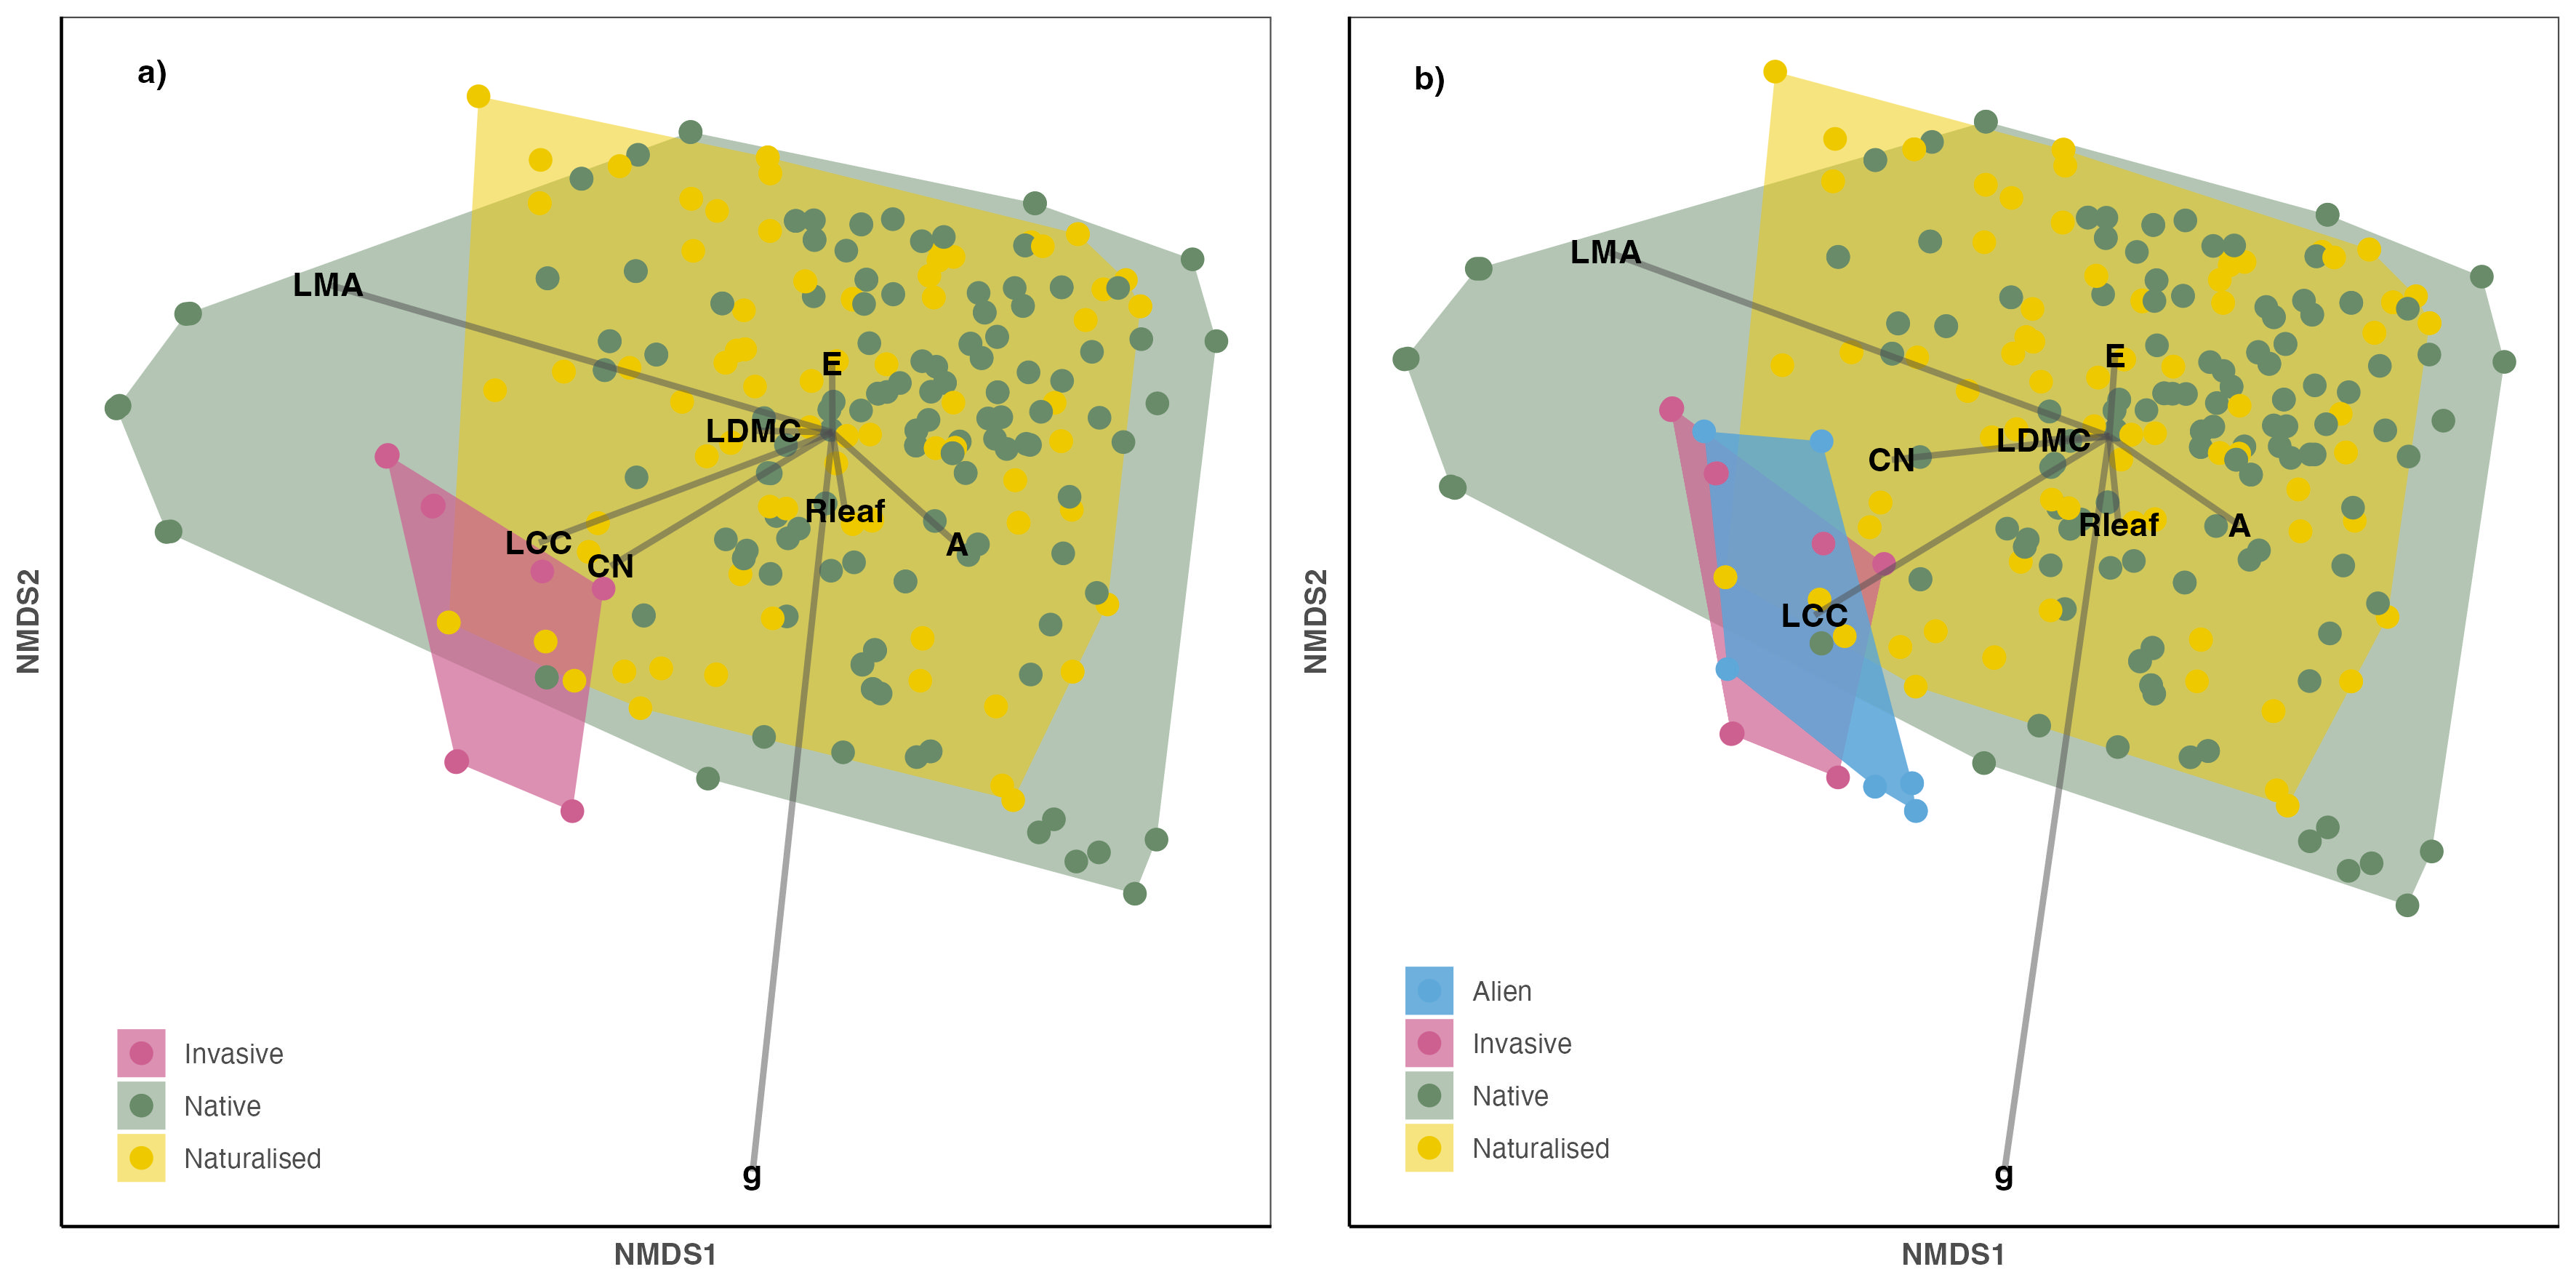 a)
LMA
E
LDMC
Rleaf
LCC
CN
A
g
Invasive
Native
Naturalised
NMDS1
NMDS2
b)
LMA
E
LDMC
CN
Rleaf
A
LCC
g
Alien
Invasive
Native
Naturalised
NMDS1
NMDS2